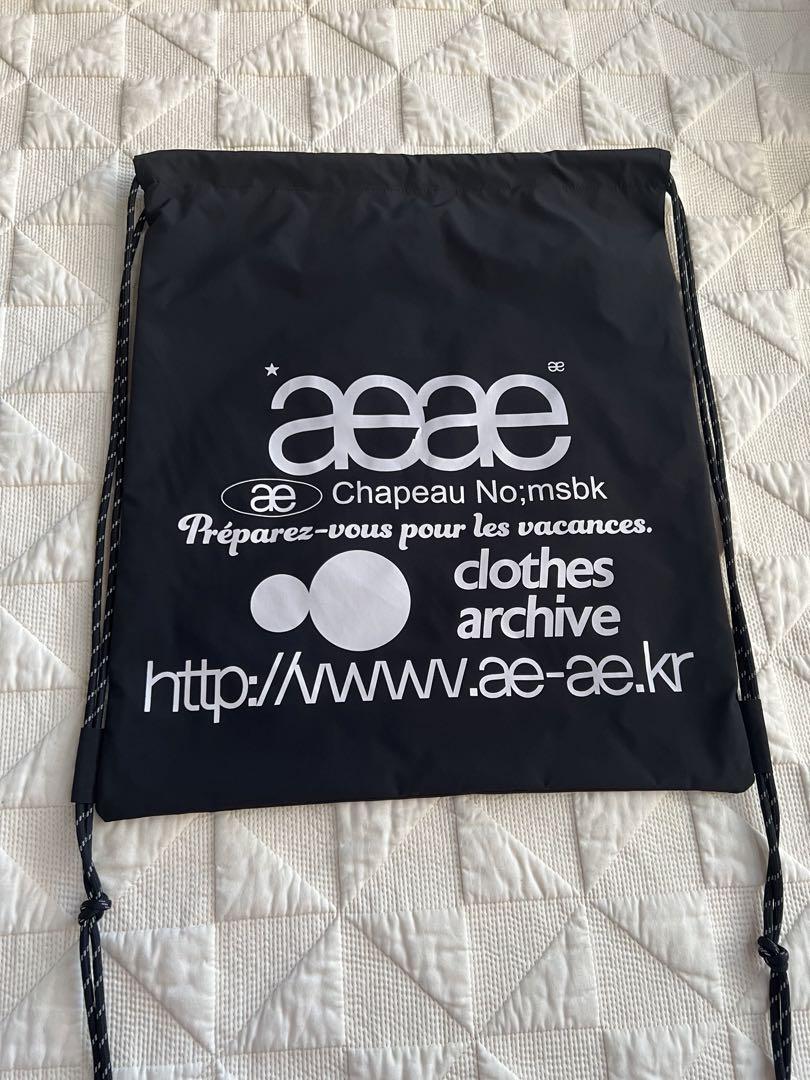 aeae æ
æ Chapeau No;msbk
Préparez-vous pour les vacances.
clothes
archive
http://www.ae-ae.kr